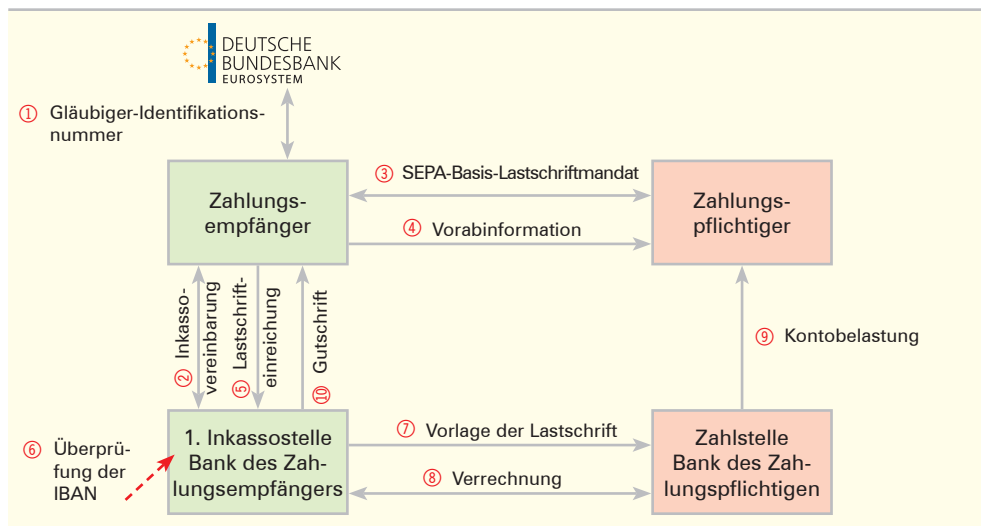 DEUTSCHE
BUNDESBANK
EUROSYSTEM
① Gläubiger-Identifikations-
nummer
Zahlungs-
empfänger
③ SEPA-Basis-Lastschriftmandat
④ Vorabinformation
Zahlungs-
pflichtiger
② Inkasso-
vereinbarung
⑤ Lastschrift-
einreichung
⑩ Gutschrift
⑨ Kontobelastung
⑥ Überprü-
fung der
IBAN
1. Inkassostelle
Bank des Zah-
lungsempfängers
⑦ Vorlage der Lastschrift
⑧ Verrechnung
Zahlstelle
Bank des Zah-
lungspflichtigen